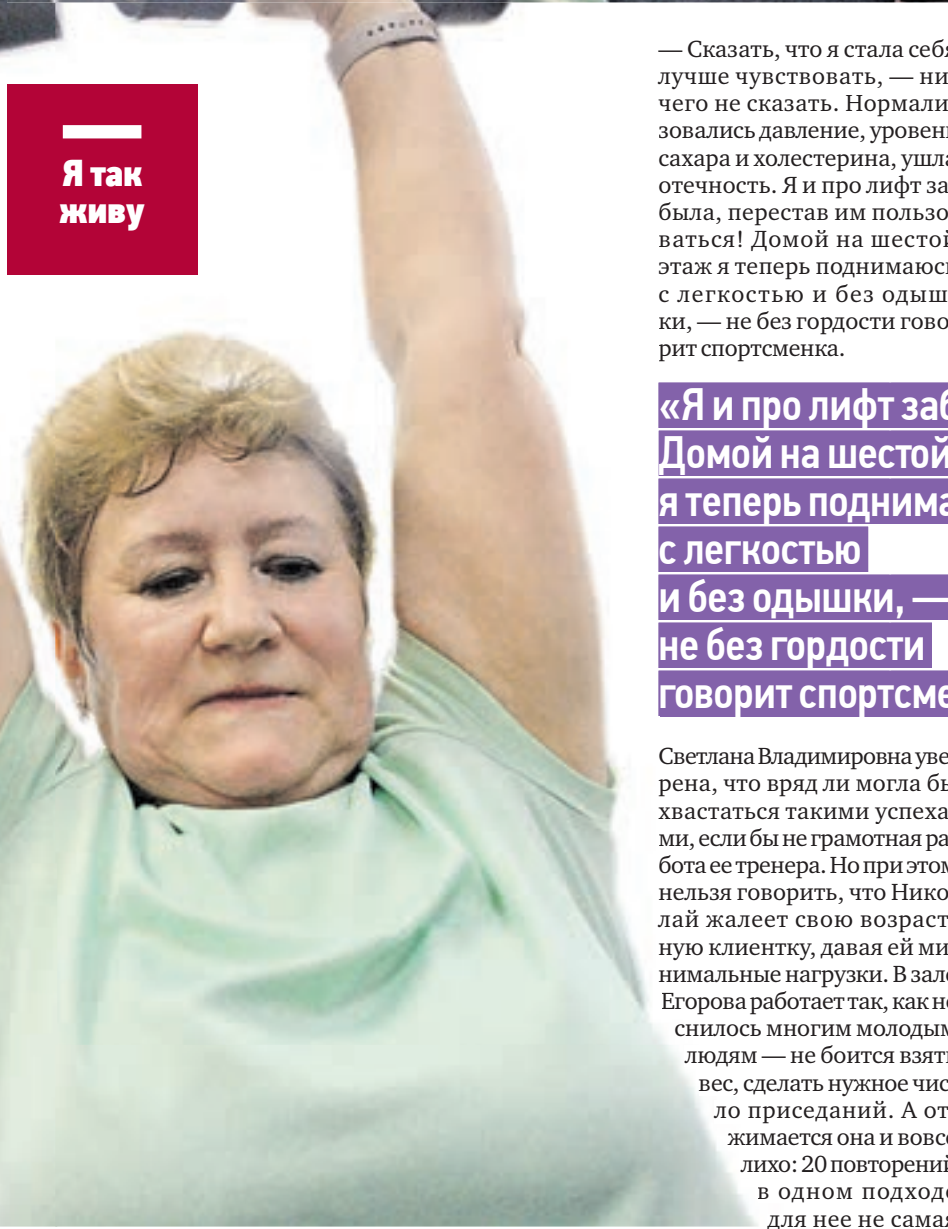 Я так
живу
— Сказать, что я стала себя
лучше чувствовать, — ни-
чего не сказать. Нормали-
зовались давление, уровень
сахара и холестерина, ушла
отечность. Я и про лифт за-
была, перестав им пользо-
ваться! Домой на шестой
этаж я теперь поднимаюсь
с легкостью и без одыш-
ки, — не без гордости гово-
рит спортсменка.
«Я и про лифт заб
Домой на шестой
я теперь поднима
с легкостью
и без одышки, —
не без гордости
говорит спортсме
Светлана Владимировна уве-
рена, что вряд ли могла бы
хвастаться такими успеха-
ми, если бы не грамотная ра-
бота ее тренера. Но при этом
нельзя говорить, что Нико-
лай жалеет свою возраст-
ную клиентку, давая ей ми-
нимальные нагрузки. В зале
Егорова работает так, как не
снилось многим молодым
людям — не боится взять
вес, сделать нужное чис-
ло приседаний. А от-
жимается она и вовсе
лихо: 20 повторений
в одном подходе
для нее не самая